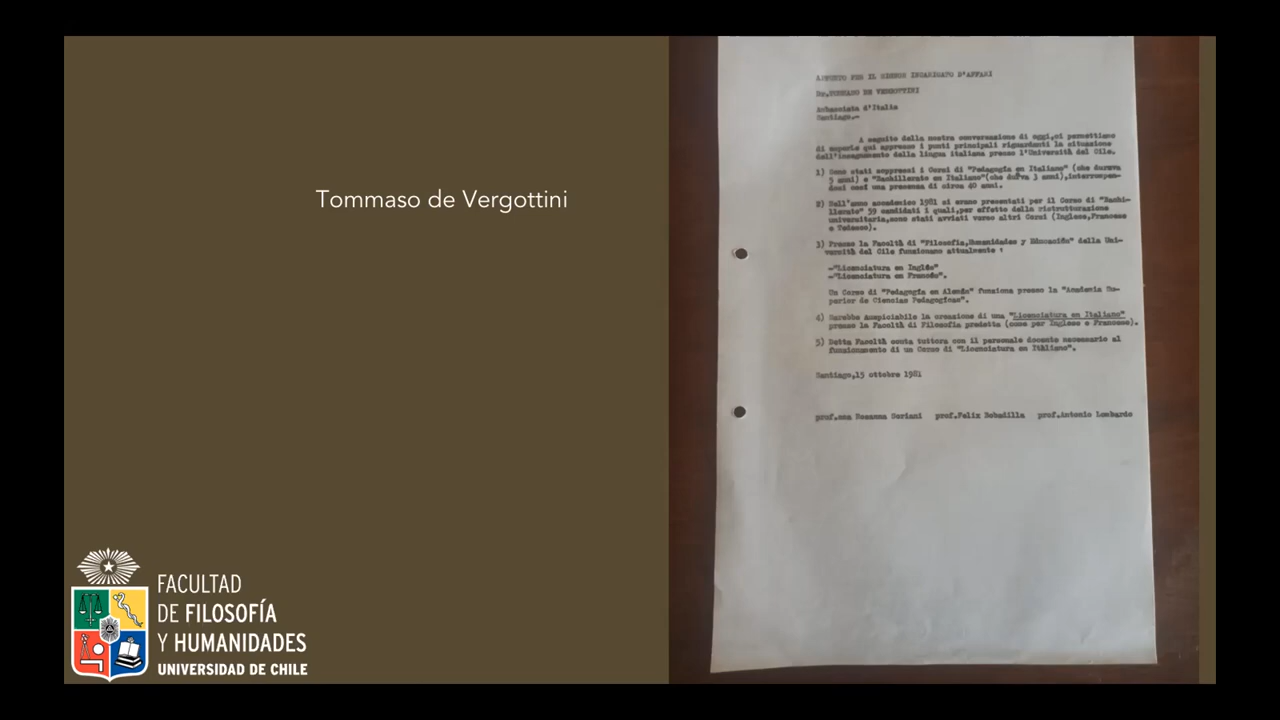 Tommaso de Vergottini
FACULTAD
DE FILOSOFÍA
Y HUMANIDADES
UNIVERSIDAD DE CHILE
APPUNTO PER IL SIGNOR INCARICATO D'AFFARI
Dr.TOMMASO DE VERGOTTINI
Ambasciata d'Italia
Santiago.-
A seguito della nostra conversazione di oggi,ci permettiamo
di esporle qui appresso i punti principali riguardanti la situazione
dell'insegnamento della lingua italiana presso l'Università del Cile.
1) Sono stati soppressi i Corsi di "Pedagogía en Italiano" (che durava
5 anni) e "Bachillerato en Italiano"(che durava 3 anni),interrompen-
dosi così una presenza di circa 40 anni.
2) Nell'anno accademico 1981 si erano presentati per il Corso di "Bachi-
llerato" 59 candidati i quali,per effetto della ristrutturazione
universitaria,sono stati avviati verso altri Corsi (Inglese,Francese
e Tedesco).
3) Presso la Facoltà di "Filosofía,Humanidades y Educación" della Uni-
versità del Cile funzionano attualmente :
-"Licenciatura en Inglés"
-"Licenciatura en Francés".
Un Corso di "Pedagogía en Alemán" funziona presso la "Academia Su-
perior de Ciencias Pedagógicas".
4) Sarebbe auspicabile la creazione di una "Licenciatura en Italiano"
presso la Facoltà di Filosofia predetta (come per Inglese e Francese).
5) Detta Facoltà conta tuttora con il personale docente necesario al
funzionamento di un Corso di "Licenciatura en Italiano".
Santiago,15 ottobre 1981
prof.ssa Rosanna Soriani prof.Felix Bobadilla prof.Antonio Lombardo